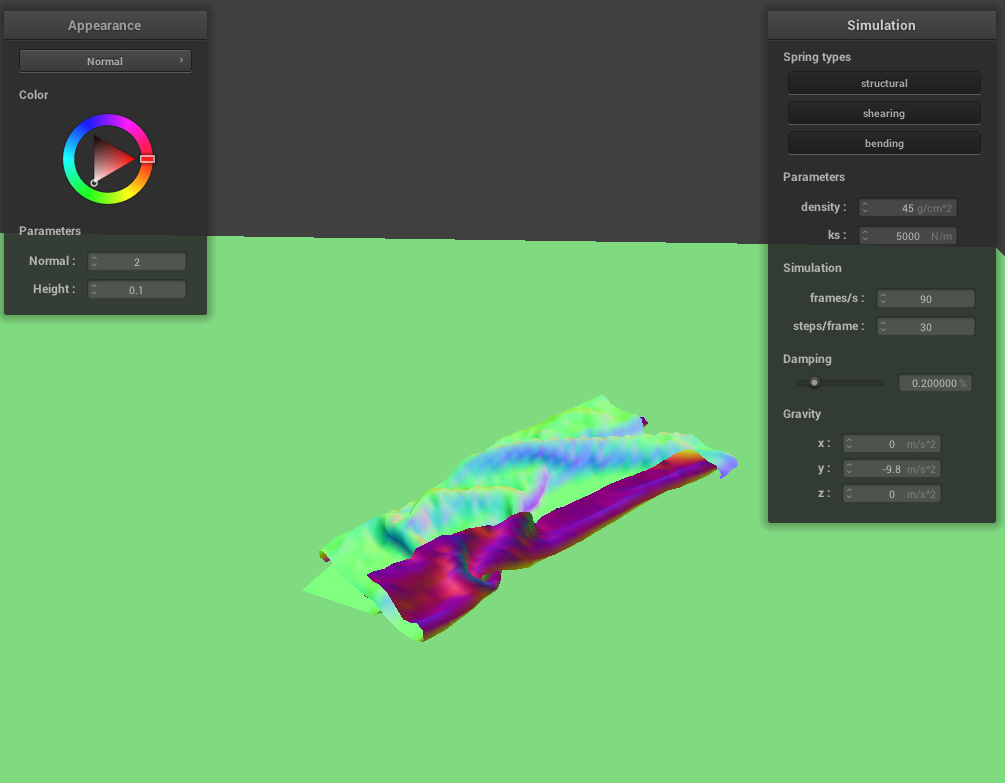 Appearance
Normal ›
Color
Parameters
Normal : 2
Height : 0.1
Simulation
Spring types
structural
shearing
bending
Parameters
density : 45 g/cm^2
ks : 5000 N/m
Simulation
frames/s : 90
steps/frame : 30
Damping
0.200000 %
Gravity
x : 0 m/s^2
y : -9.8 m/s^2
z : 0 m/s^2